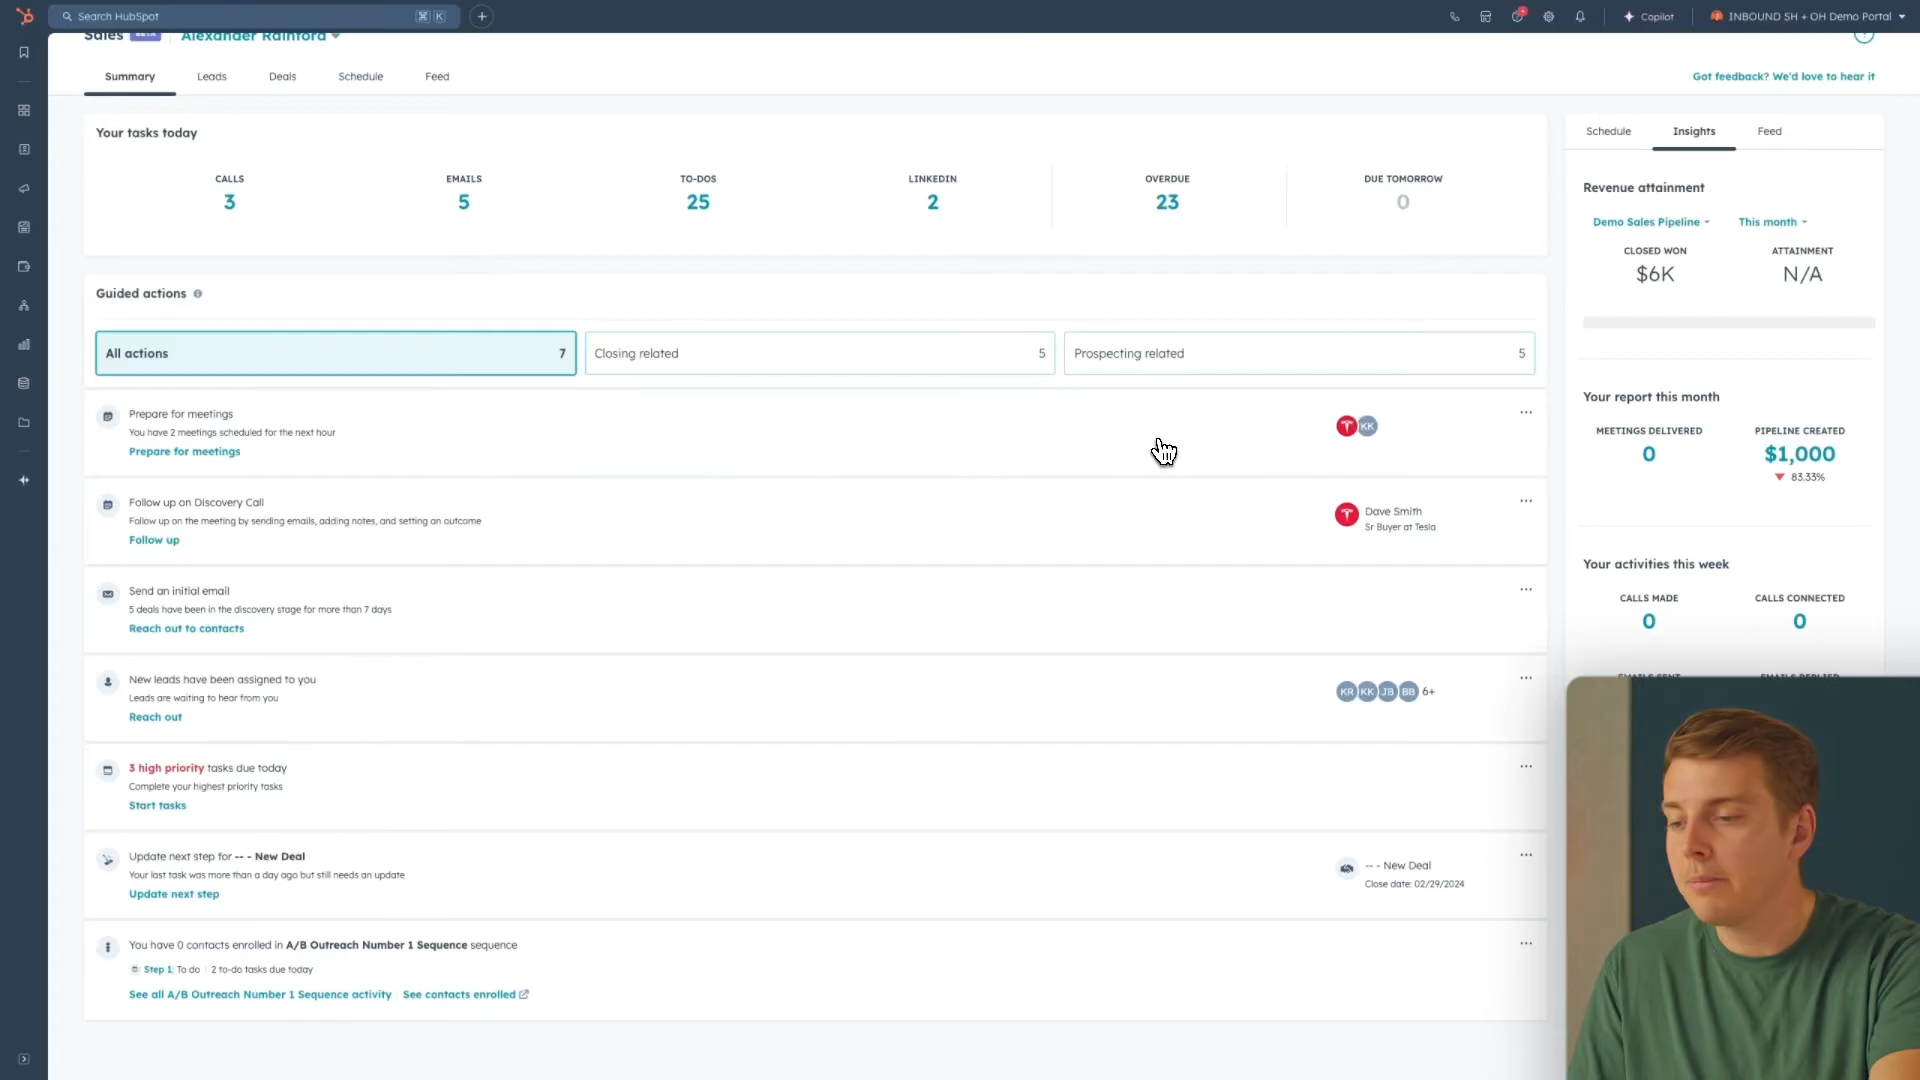 Search HubSpot
⌘ K
Copilot
INBOUND SH + OH Demo Portal
Sales BETA
Alexander Rainford
Summary
Leads
Deals
Schedule
Feed
Got feedback? We'd love to hear it
Your tasks today
CALLS
3
EMAILS
5
TO-DOS
25
LINKEDIN
2
OVERDUE
23
DUE TOMORROW
0
Guided actions
All actions
7
Closing related
5
Prospecting related
5
Prepare for meetings
You have 2 meetings scheduled for the next hour
Prepare for meetings
KK
Follow up on Discovery Call
Follow up on the meeting by sending emails, adding notes, and setting an outcome
Follow up
Dave Smith
Sr Buyer at Tesla
Send an initial email
5 deals have been in the discovery stage for more than 7 days
Reach out to contacts
New leads have been assigned to you
Leads are waiting to hear from you
Reach out
KR KK JB BB 6+
3 high priority tasks due today
Complete your highest priority tasks
Start tasks
Update next step for -- - New Deal
Your last task was more than a day ago but still needs an update
Update next step
-- - New Deal
Close date: 02/29/2024
You have 0 contacts enrolled in A/B Outreach Number 1 Sequence sequence
Step 1: To do | 2 to-do tasks due today
See all A/B Outreach Number 1 Sequence activity
See contacts enrolled
Schedule
Insights
Feed
Revenue attainment
Demo Sales Pipeline
This month
CLOSED WON
$6K
ATTAINMENT
N/A
Your report this month
MEETINGS DELIVERED
0
PIPELINE CREATED
$1,000
83.33%
Your activities this week
CALLS MADE
0
CALLS CONNECTED
0